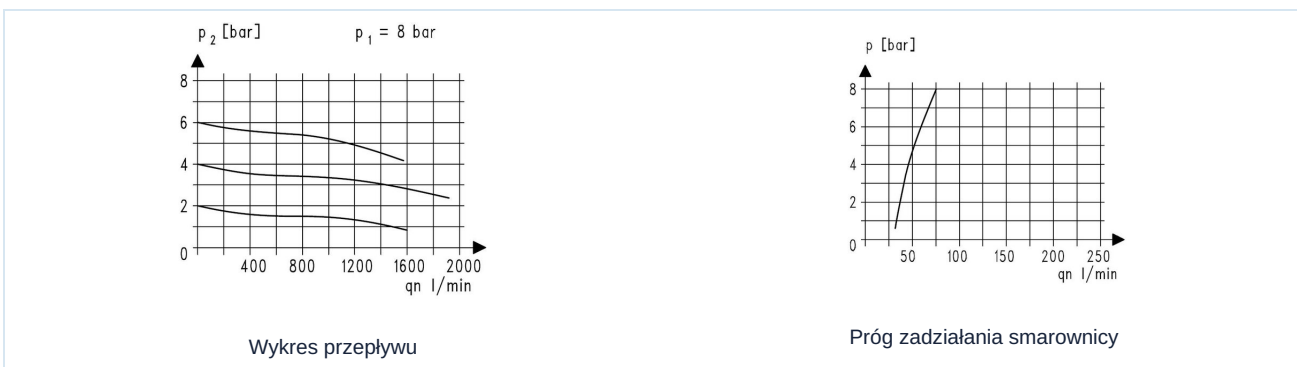 p 2 [bar] p 1 = 8 bar
8
6
4
2
0
400 800 1200 1600 2000
qn l/min
Wykres przepływu
p [bar]
8
6
4
2
0
50 100 150 200 250
qn l/min
Próg zadziałania smarownicy